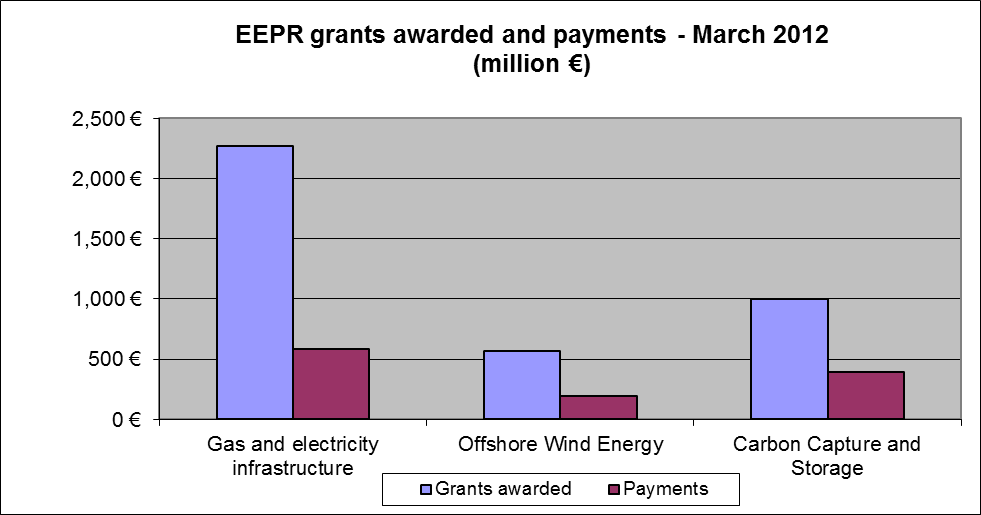 EEPR grants awarded and payments - March 2012
(million €)
2,500 €
2,000 €
1,500 €
1,000 €
500 €
0 €
Gas and electricity
infrastructure
Offshore Wind Energy
Carbon Capture and
Storage
Grants awarded
Payments